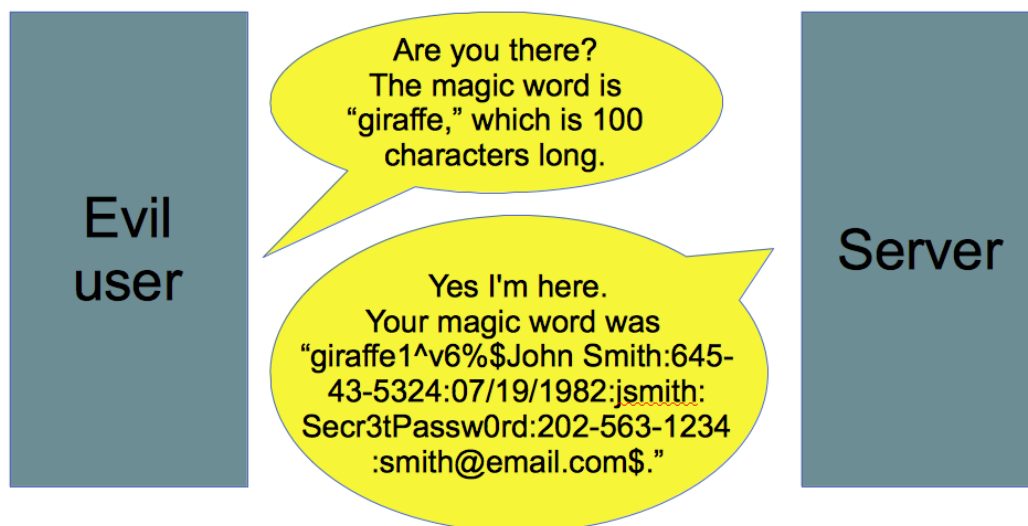 Evil
user
Are you there?
The magic word is
“giraffe,” which is 100
characters long.
Yes I'm here.
Your magic word was
“giraffe1^v6%$John Smith:645-
43-5324:07/19/1982:jsmith:
Secr3tPassw0rd:202-563-1234
:smith@email.com$.”
Server